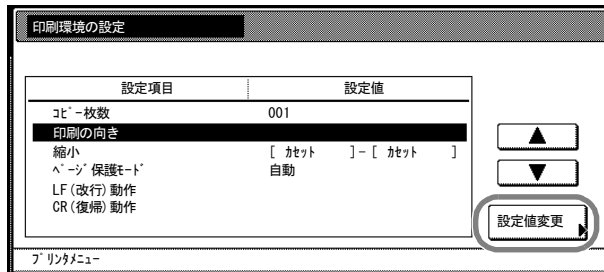 印刷環境の設定
設定項目 設定値
ｺﾋﾟｰ枚数 001
印刷の向き
縮小 [ ｶｾｯﾄ ]－[ ｶｾｯﾄ ]
ﾍﾟｰｼﾞ保護ﾓｰﾄﾞ 自動
LF(改行)動作
CR(復帰)動作
設定値変更
ﾌﾟﾘﾝﾀﾒﾆｭｰ